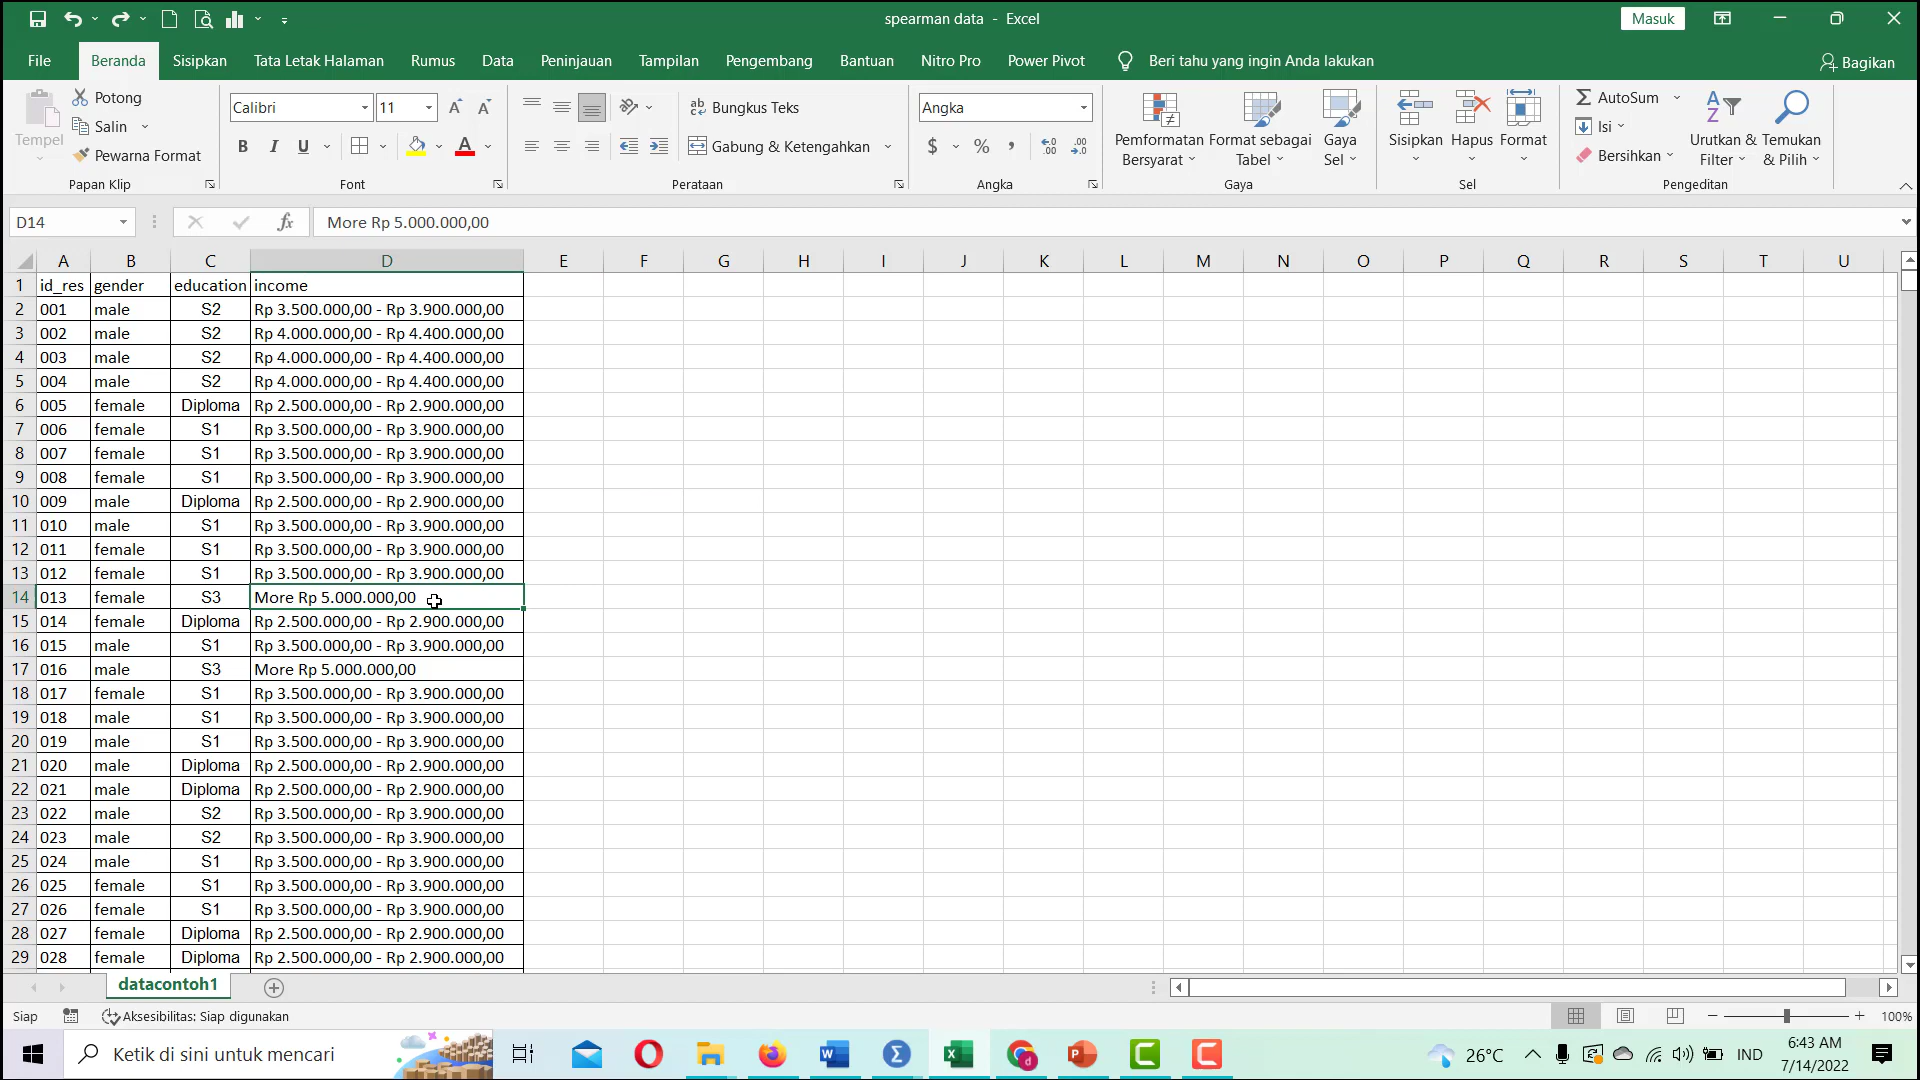 spearman data - Excel
Masuk
File Beranda Sisipkan Tata Letak Halaman Rumus Data Peninjauan Tampilan Pengembang Bantuan Nitro Pro Power Pivot Beri tahu yang ingin Anda lakukan Bagikan
Tempel
Potong
Salin
Pewarna Format
Papan Klip
Calibri 11
B I U
Font
Bungkus Teks
Gabung & Ketengahkan
Perataan
Angka
$ % ,
Angka
Pemformatan Bersyarat
Format sebagai Tabel
Gaya Sel
Gaya
Sisipkan Hapus Format
Sel
AutoSum
Isi
Bersihkan
Urutkan & Filter
Temukan & Pilih
Pengeditan
D14 fx More Rp 5.000.000,00
A B C D E F G H I J K L M N O P Q R S T U
1 id_res gender education income
2 001 male S2 Rp 3.500.000,00 - Rp 3.900.000,00
3 002 male S2 Rp 4.000.000,00 - Rp 4.400.000,00
4 003 male S2 Rp 4.000.000,00 - Rp 4.400.000,00
5 004 male S2 Rp 4.000.000,00 - Rp 4.400.000,00
6 005 female Diploma Rp 2.500.000,00 - Rp 2.900.000,00
7 006 female S1 Rp 3.500.000,00 - Rp 3.900.000,00
8 007 female S1 Rp 3.500.000,00 - Rp 3.900.000,00
9 008 female S1 Rp 3.500.000,00 - Rp 3.900.000,00
10 009 male Diploma Rp 2.500.000,00 - Rp 2.900.000,00
11 010 male S1 Rp 3.500.000,00 - Rp 3.900.000,00
12 011 female S1 Rp 3.500.000,00 - Rp 3.900.000,00
13 012 female S1 Rp 3.500.000,00 - Rp 3.900.000,00
14 013 female S3 More Rp 5.000.000,00
15 014 female Diploma Rp 2.500.000,00 - Rp 2.900.000,00
16 015 male S1 Rp 3.500.000,00 - Rp 3.900.000,00
17 016 male S3 More Rp 5.000.000,00
18 017 female S1 Rp 3.500.000,00 - Rp 3.900.000,00
19 018 male S1 Rp 3.500.000,00 - Rp 3.900.000,00
20 019 male S1 Rp 3.500.000,00 - Rp 3.900.000,00
21 020 male Diploma Rp 2.500.000,00 - Rp 2.900.000,00
22 021 male Diploma Rp 2.500.000,00 - Rp 2.900.000,00
23 022 male S2 Rp 3.500.000,00 - Rp 3.900.000,00
24 023 male S2 Rp 3.500.000,00 - Rp 3.900.000,00
25 024 male S1 Rp 3.500.000,00 - Rp 3.900.000,00
26 025 female S1 Rp 3.500.000,00 - Rp 3.900.000,00
27 026 female S1 Rp 3.500.000,00 - Rp 3.900.000,00
28 027 female Diploma Rp 2.500.000,00 - Rp 2.900.000,00
29 028 female Diploma Rp 2.500.000,00 - Rp 2.900.000,00
datacontoh1
Siap Aksesibilitas: Siap digunakan 100%
Ketik di sini untuk mencari
26°C IND
6:43 AM
7/14/2022